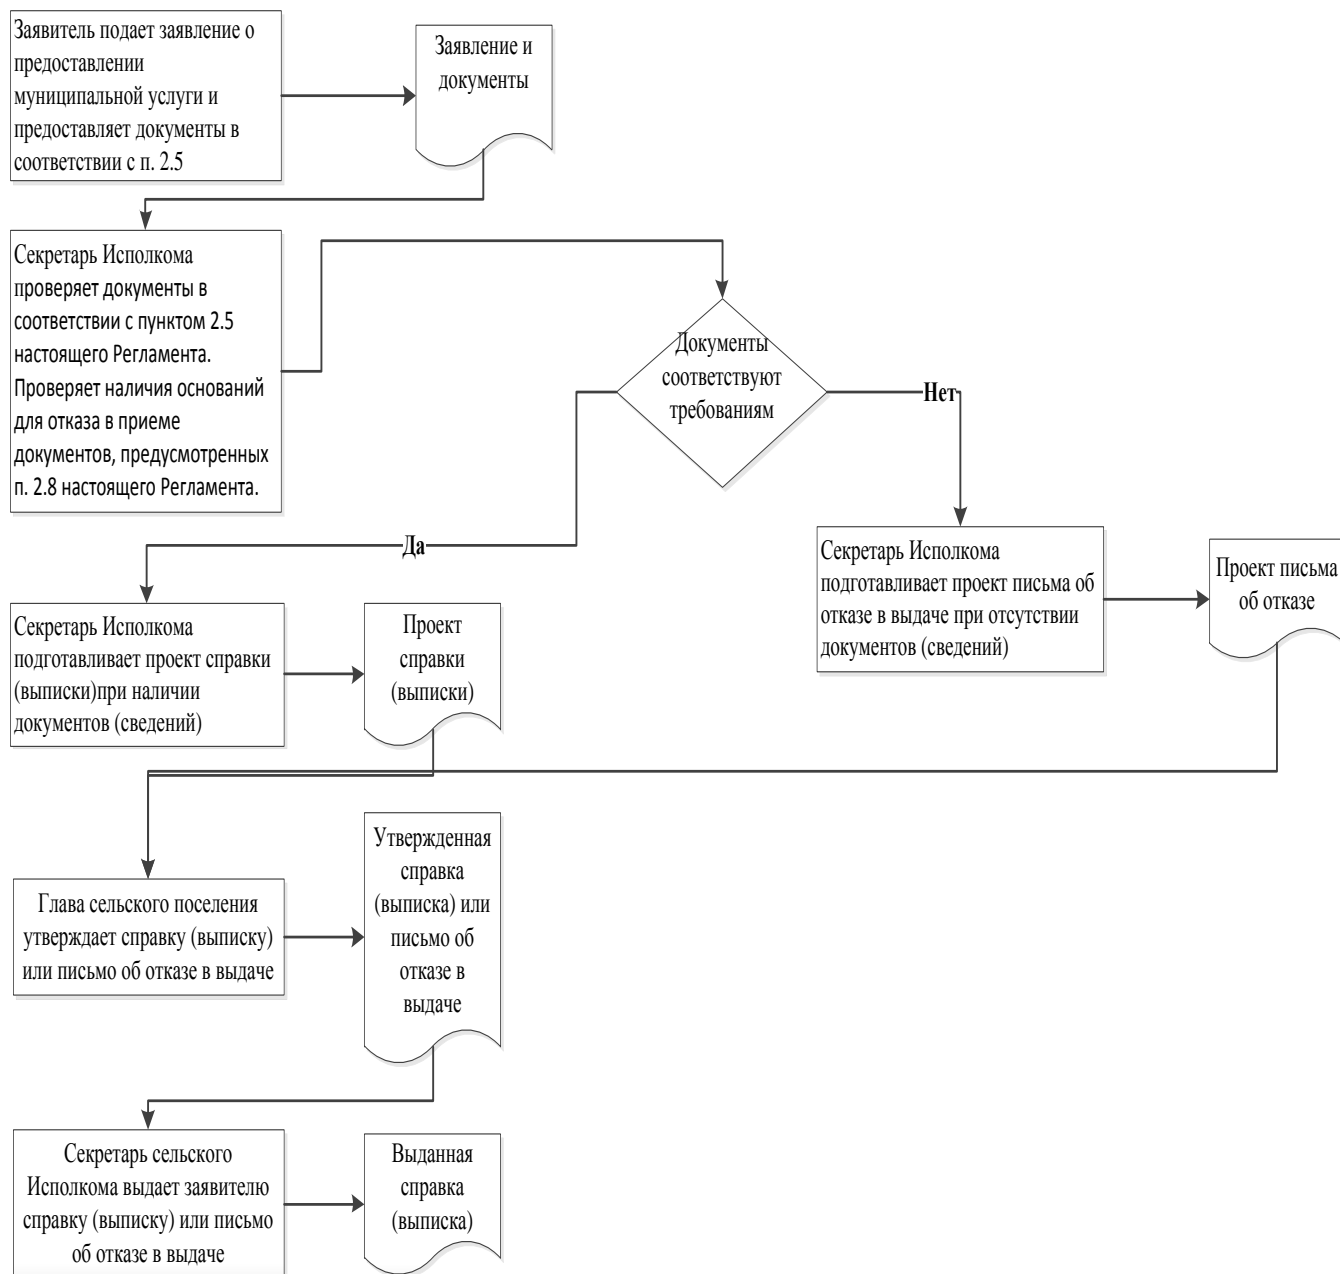 Заявитель подает заявление о
предоставлении
муниципальной услуги и
предоставляет документы в
соответствии с п. 2.5
Заявление и
документы
Секретарь Исполкома
проверяет документы в
соответствии с пунктом 2.5
настоящего Регламента.
Проверяет наличия оснований
для отказа в приеме
документов, предусмотренных
п. 2.8 настоящего Регламента.
Документы
соответствуют
требованиям
Нет
Да
Секретарь Исполкома
подготавливает проект письма об
отказе в выдаче при отсутствии
документов (сведений)
Проект письма
об отказе
Секретарь Исполкома
подготавливает проект справки
(выписки)при наличии
документов (сведений)
Проект
справки
(выписки)
Глава сельского поселения
утверждает справку (выписку)
или письмо об отказе в выдаче
Утвержденная
справка
(выписка) или
письмо об
отказе в
выдаче
Секретарь сельского
Исполкома выдает заявителю
справку (выписку) или письмо
об отказе в выдаче
Выданная
справка
(выписка)